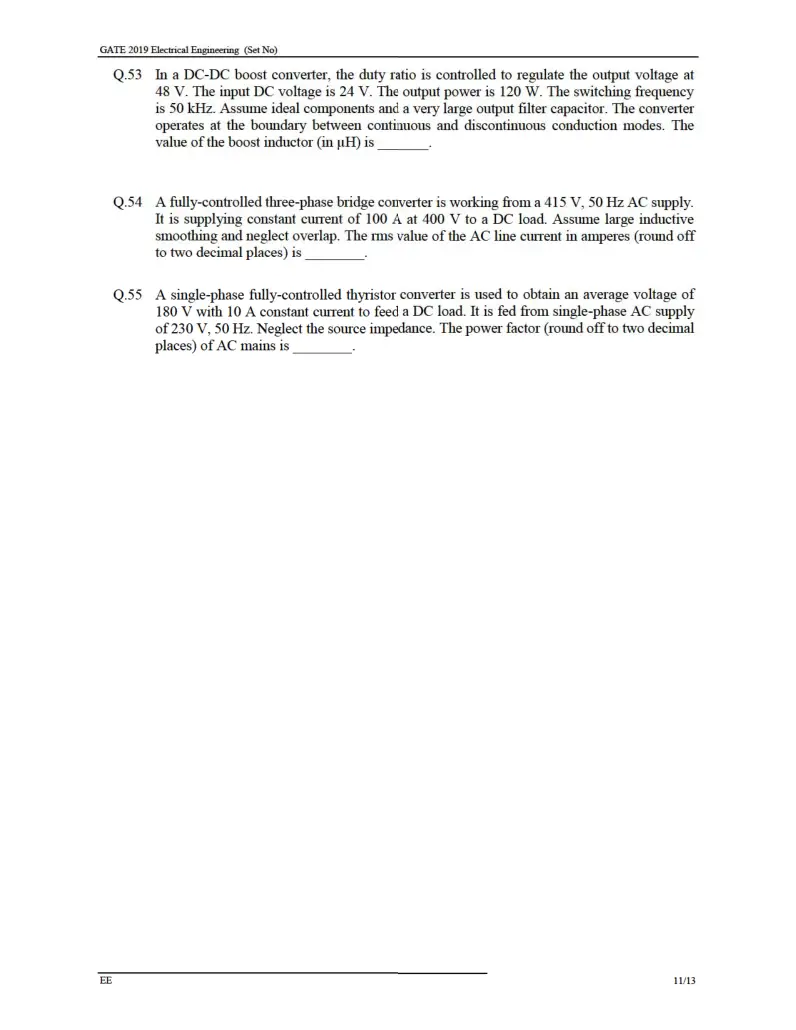 GATE 2019 Electrical Engineering (Set No)
Q.53 In a DC-DC boost converter, the duty ratio is controlled to regulate the output voltage at
48 V. The input DC voltage is 24 V. The output power is 120 W. The switching frequency
is 50 kHz. Assume ideal components and a very large output filter capacitor. The converter
operates at the boundary between continuous and discontinuous conduction modes. The
value of the boost inductor (in μH) is _______.
Q.54 A fully-controlled three-phase bridge converter is working from a 415 V, 50 Hz AC supply.
It is supplying constant current of 100 A at 400 V to a DC load. Assume large inductive
smoothing and neglect overlap. The rms value of the AC line current in amperes (round off
to two decimal places) is ________.
Q.55 A single-phase fully-controlled thyristor converter is used to obtain an average voltage of
180 V with 10 A constant current to feed a DC load. It is fed from single-phase AC supply
of 230 V, 50 Hz. Neglect the source impedance. The power factor (round off to two decimal
places) of AC mains is ________.
EE 11/13